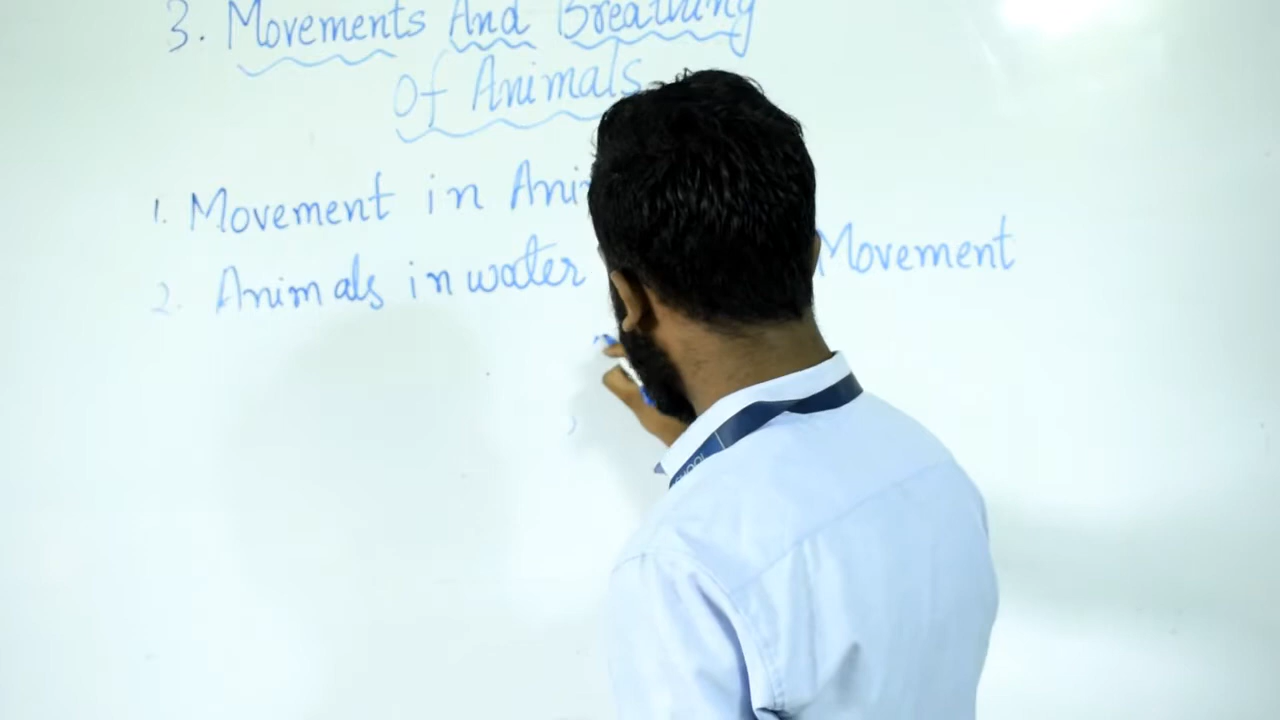 3. Movements And Breathing
Of Animals
1. Movement in Ani
2. Animals in water Movement